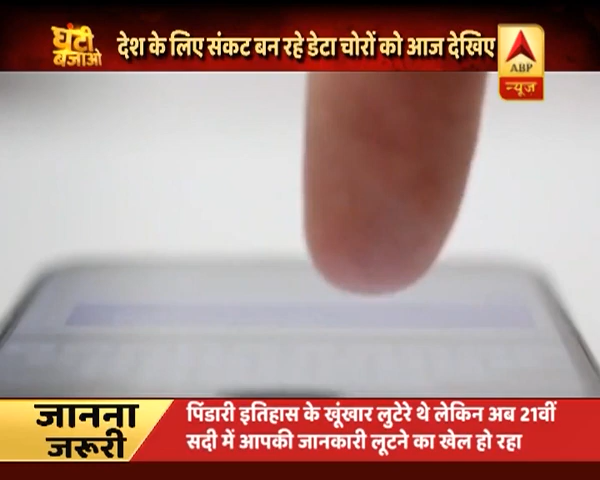 घंटी
बजाओ
देश के लिए संकट बन रहे डेटा चोरों को आज देखिए
ABP
न्यूज़
जानना
जरूरी
पिंडारी इतिहास के खूंखार लुटेरे थे लेकिन अब 21वीं
सदी में आपकी जानकारी लूटने का खेल हो रहा